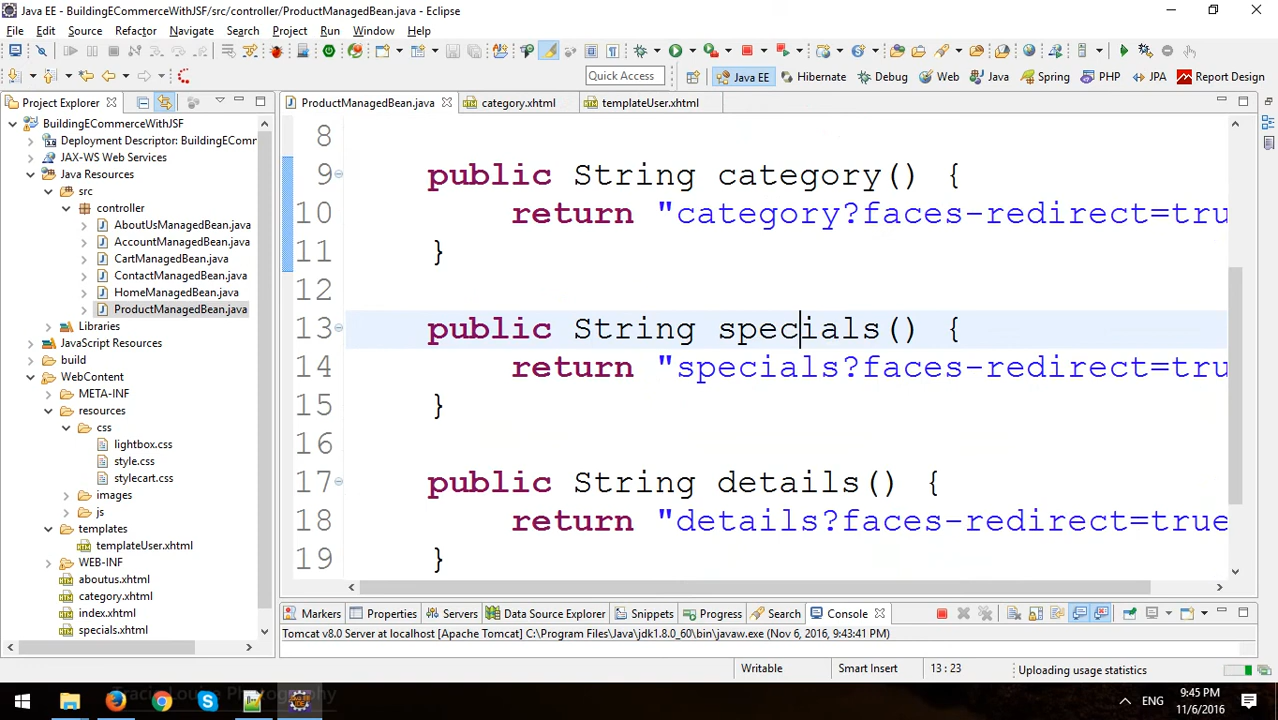 Java EE - BuildingECommerceWithJSF/src/controller/ProductManagedBean.java - Eclipse
File Edit Source Refactor Navigate Search Project Run Window Help
Quick Access Java EE Hibernate Debug Web Java Spring PHP JPA Report Design
Project Explorer
BuildingECommerceWithJSF
Deployment Descriptor: BuildingEComm
JAX-WS Web Services
Java Resources
src
controller
AboutUsManagedBean.java
AccountManagedBean.java
CartManagedBean.java
ContactManagedBean.java
HomeManagedBean.java
ProductManagedBean.java
Libraries
JavaScript Resources
build
WebContent
META-INF
resources
css
lightbox.css
style.css
stylecart.css
images
js
templates
templateUser.xhtml
WEB-INF
aboutus.xhtml
category.xhtml
index.xhtml
specials.xhtml
ProductManagedBean.java category.xhtml templateUser.xhtml
8
9 public String category() {
10 return "category?faces-redirect=tru
11 }
12
13 public String specials() {
14 return "specials?faces-redirect=tru
15 }
16
17 public String details() {
18 return "details?faces-redirect=true
19 }
Markers Properties Servers Data Source Explorer Snippets Progress Search Console
Tomcat v8.0 Server at localhost [Apache Tomcat] C:\Program Files\Java\jdk1.8.0_60\bin\javaw.exe (Nov 6, 2016, 9:43:41 PM)
Writable Smart Insert 13 : 23 Uploading usage statistics
Tracie Louise Photography
ENG 9:45 PM
11/6/2016